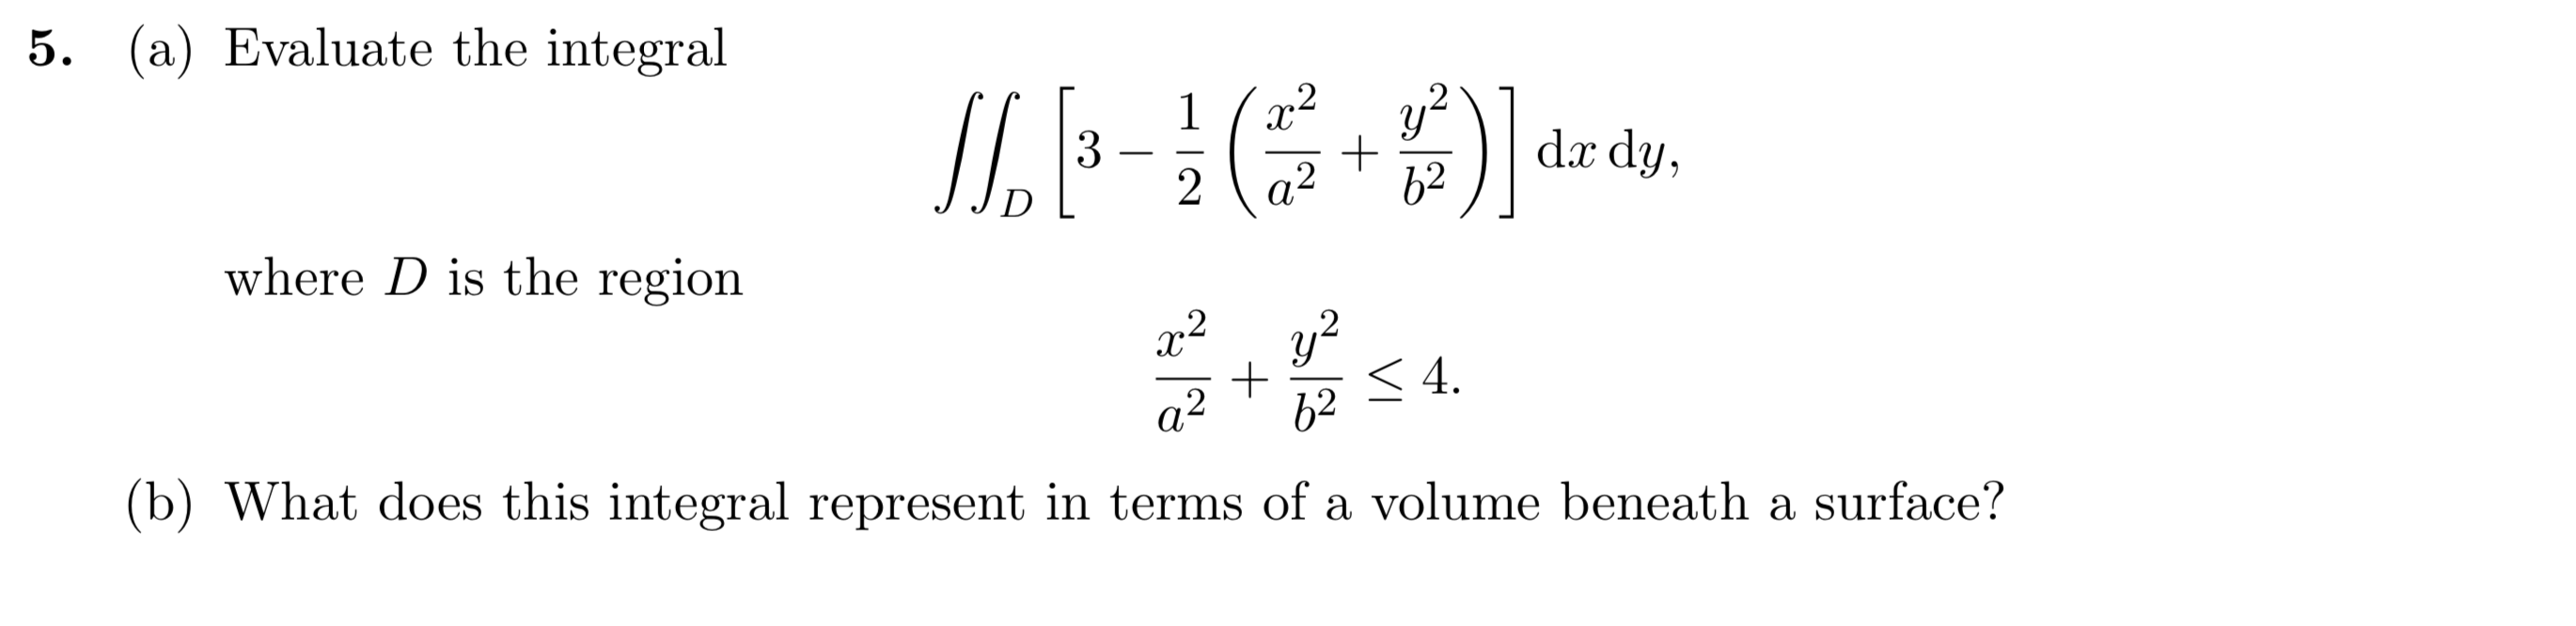 5. (a) Evaluate the integral
∬_D [3 − 1/2 (x²/a² + y²/b²)] dx dy,
where D is the region
x²/a² + y²/b² ≤ 4.
(b) What does this integral represent in terms of a volume beneath a surface?